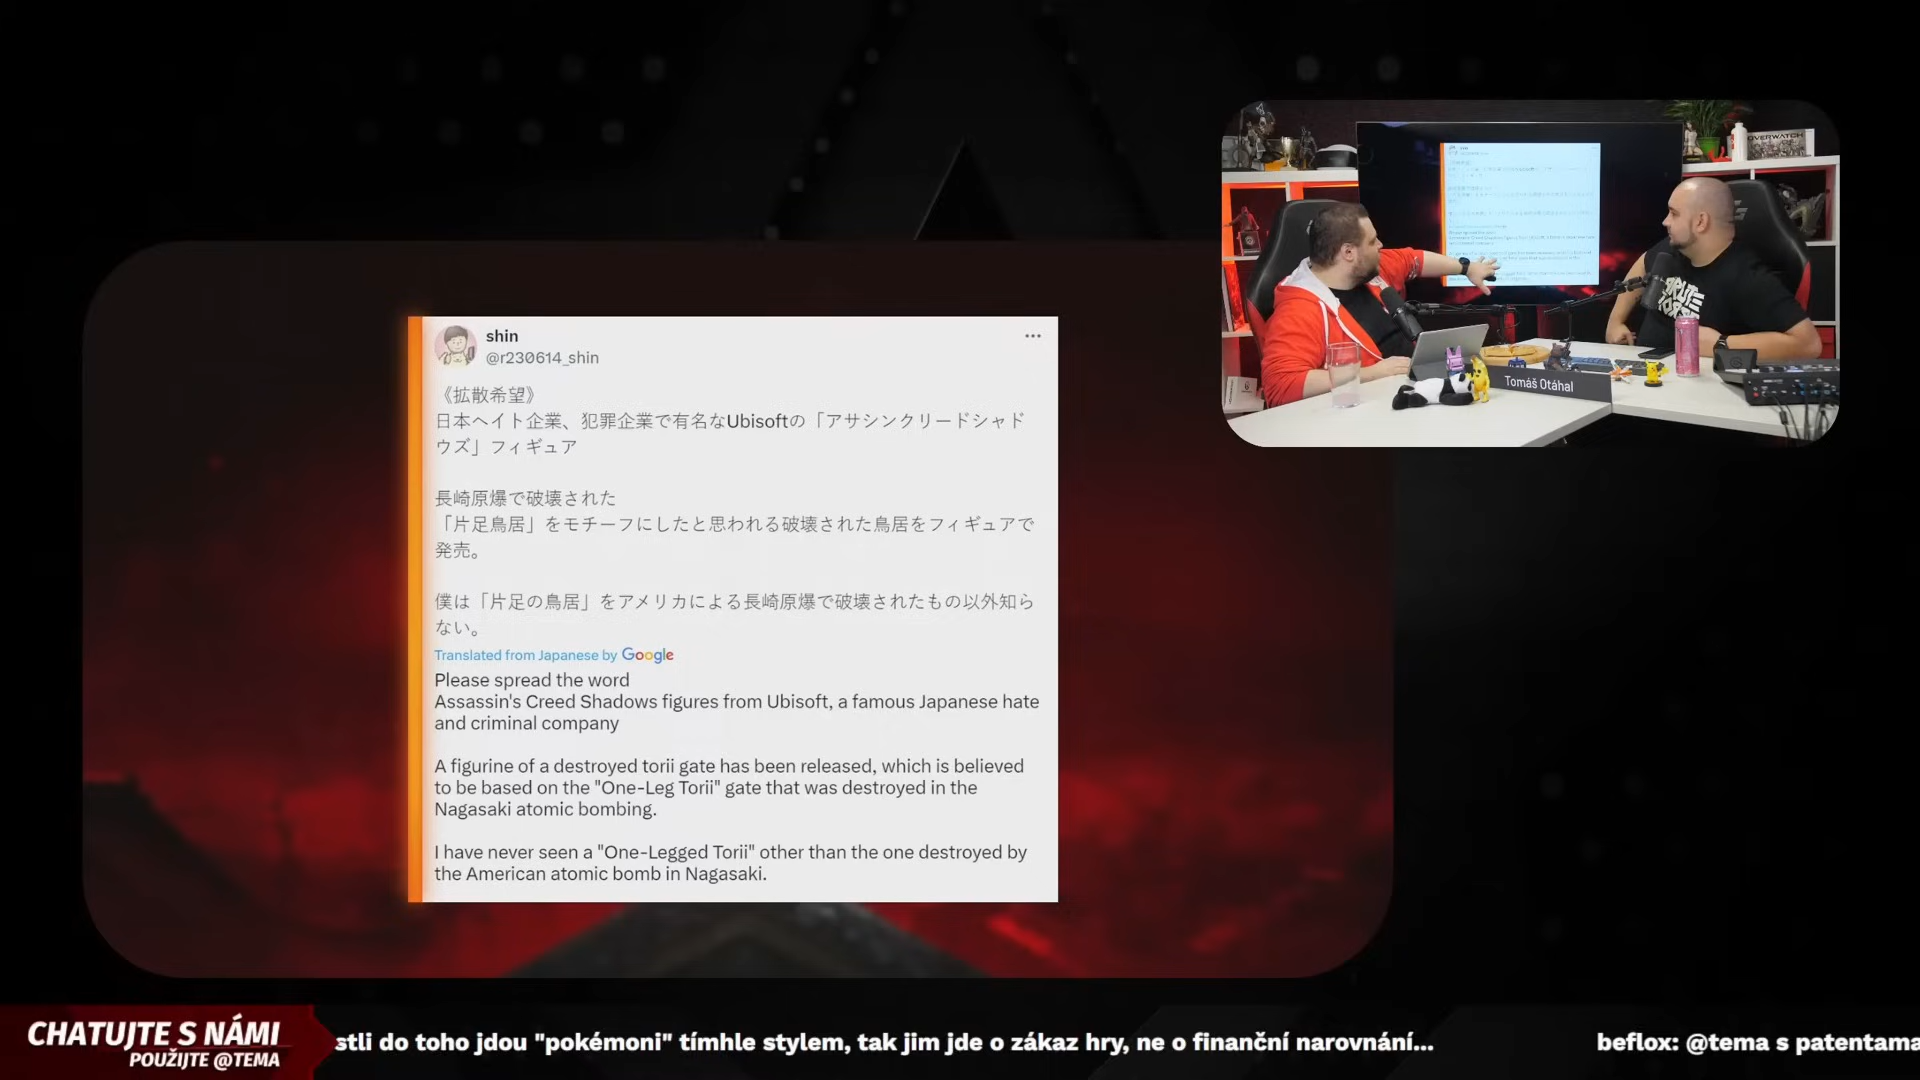 shin
@r230614_shin
《拡散希望》
日本ヘイト企業、犯罪企業で有名なUbisoftの「アサシンクリードシャド
ウズ」フィギュア
長崎原爆で破壊された
「片足鳥居」をモチーフにしたと思われる破壊された鳥居をフィギュアで
発売。
僕は「片足の鳥居」をアメリカによる長崎原爆で破壊されたもの以外知ら
ない。
Translated from Japanese by Google
Please spread the word
Assassin's Creed Shadows figures from Ubisoft, a famous Japanese hate
and criminal company
A figurine of a destroyed torii gate has been released, which is believed
to be based on the "One-Leg Torii" gate that was destroyed in the
Nagasaki atomic bombing.
I have never seen a "One-Legged Torii" other than the one destroyed by
the American atomic bomb in Nagasaki.
OVERWATCH
Tomáš Otáhal
CHATUJTE S NÁMI
POUŽIJTE @TEMA
stli do toho jdou "pokémoni" tímhle stylem, tak jim jde o zákaz hry, ne o finanční narovnání...
beflox: @tema s patentama